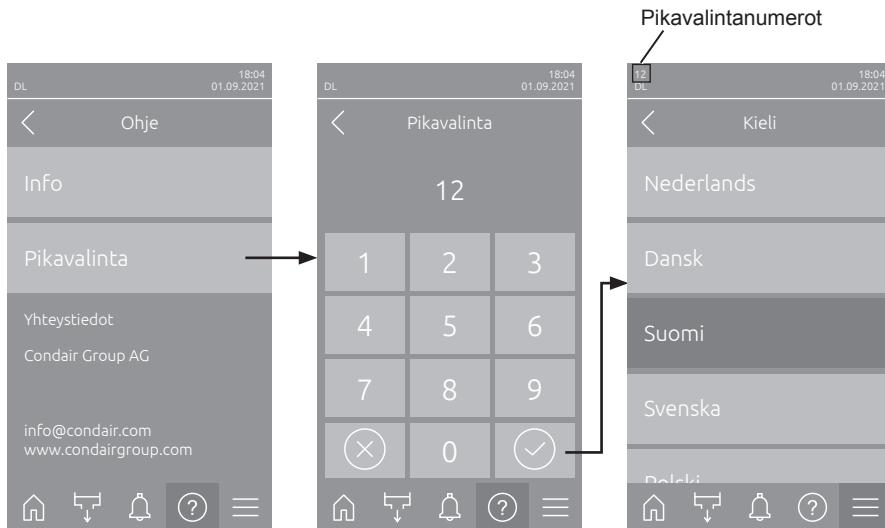 Pikavalintanumerot
18:04
DL 01.09.2021
Ohje
Info
Pikavalinta
Yhteystiedot
Condair Group AG
info@condair.com
www.condairgroup.com
18:04
DL 01.09.2021
Pikavalinta
12
1 2 3
4 5 6
7 8 9
0
12 18:04
DL 01.09.2021
Kieli
Nederlands
Dansk
Suomi
Svenska
Polski